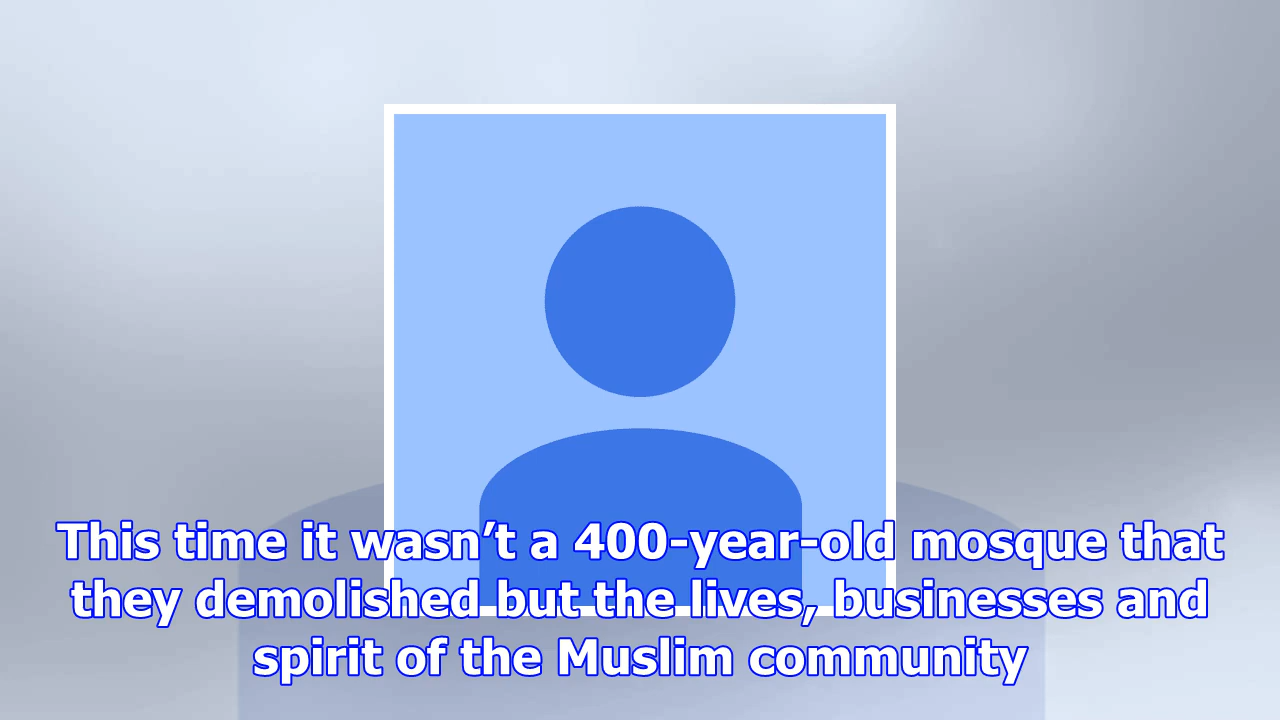 This time it wasn’t a 400-year-old mosque that
they demolished but the lives, businesses and
spirit of the Muslim community